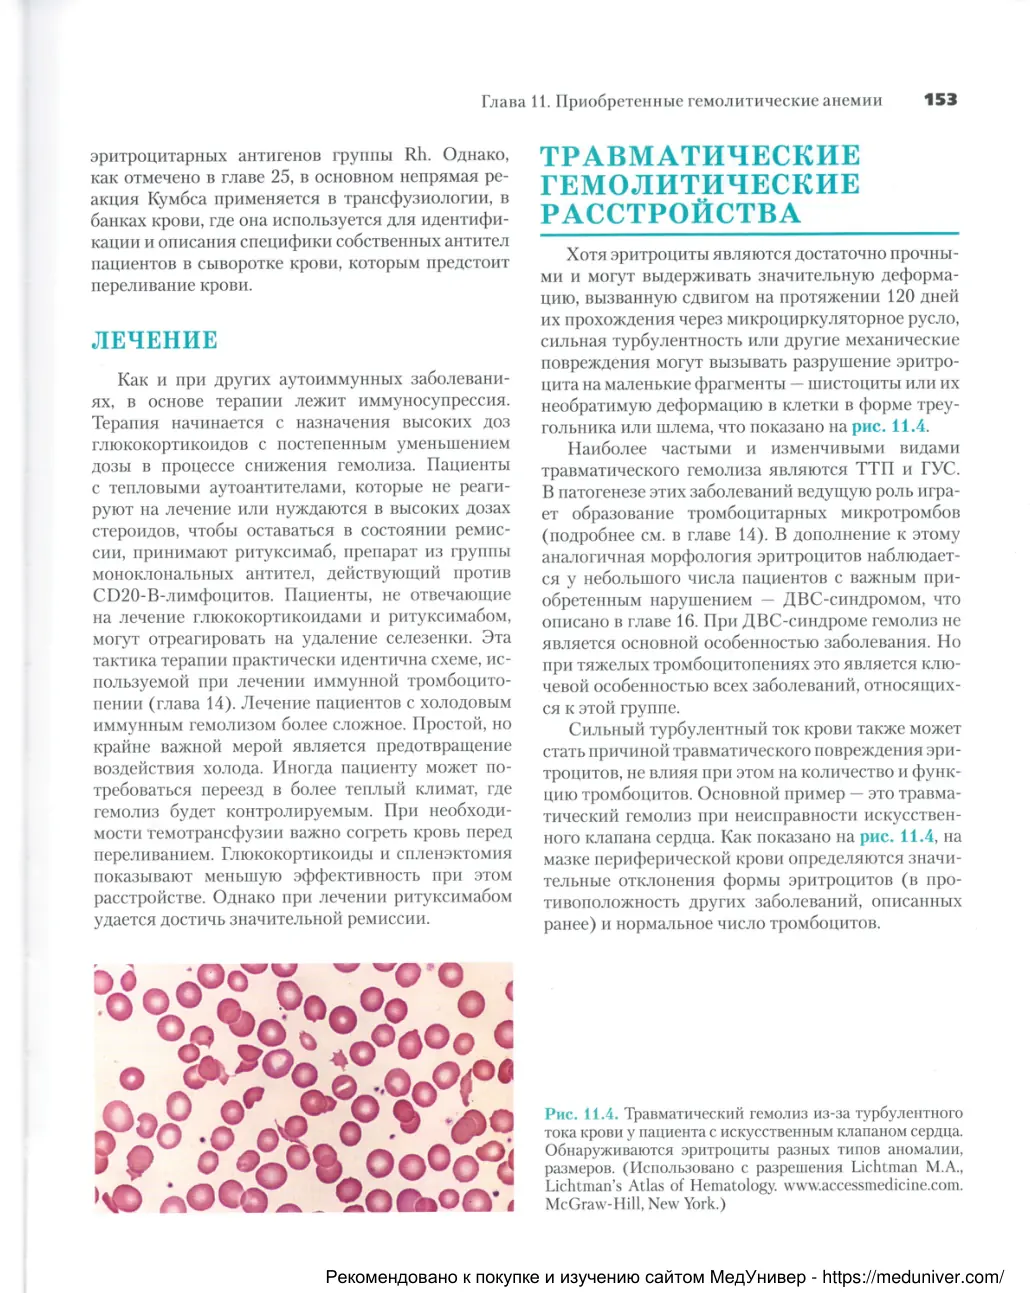 Глава 11. Приобретенные гемолитические анемии 153
эритроцитарных антигенов группы Rh. Однако,
как отмечено в главе 25, в основном непрямая ре-
акция Кумбса применяется в трансфузиологии, в
банках крови, где она используется для идентифи-
кации и описания специфики собственных антител
пациентов в сыворотке крови, которым предстоит
переливание крови.
ЛЕЧЕНИЕ
Как и при других аутоиммунных заболевани-
ях, в основе терапии лежит иммуносупрессия.
Терапия начинается с назначения высоких доз
глюкокортикоидов с постепенным уменьшением
дозы в процессе снижения гемолиза. Пациенты
с тепловыми аутоантителами, которые не реаги-
руют на лечение или нуждаются в высоких дозах
стероидов, чтобы оставаться в состоянии ремис-
сии, принимают ритуксимаб, препарат из группы
моноклональных антител, действующий против
CD20-В-лимфоцитов. Пациенты, не отвечающие
на лечение глюкокортикоидами и ритуксимабом,
могут отреагировать на удаление селезенки. Эта
тактика терапии практически идентична схеме, ис-
пользуемой при лечении иммунной тромбоцито-
пении (глава 14). Лечение пациентов с холодовым
иммунным гемолизом более сложное. Простой, но
крайне важной мерой является предотвращение
воздействия холода. Иногда пациенту может по-
требоваться переезд в более теплый климат, где
гемолиз будет контролируемым. При необходи-
мости темотрансфузии важно согреть кровь перед
переливанием. Глюкокортикоиды и спленэктомия
показывают меньшую эффективность при этом
расстройстве. Однако при лечении ритуксимабом
удается достичь значительной ремиссии.
ТРАВМАТИЧЕСКИЕ
ГЕМОЛИТИЧЕСКИЕ
РАССТРОЙСТВА
Хотя эритроциты являются достаточно прочны-
ми и могут выдерживать значительную деформа-
цию, вызванную сдвигом на протяжении 120 дней
их прохождения через микроциркуляторное русло,
сильная турбулентность или другие механические
повреждения могут вызывать разрушение эритро-
цита на маленькие фрагменты — шистоциты или их
необратимую деформацию в клетки в форме треу-
гольника или шлема, что показано на рис. 11.4.
Наиболее частыми и изменчивыми видами
травматического гемолиза являются ТТП и ГУС.
В патогенезе этих заболеваний ведущую роль игра-
ет образование тромбоцитарных микротромбов
(подробнее см. в главе 14). В дополнение к этому
аналогичная морфология эритроцитов наблюдает-
ся у небольшого числа пациентов с важным при-
обретенным нарушением — ДВС-синдромом, что
описано в главе 16. При ДВС-синдроме гемолиз не
является основной особенностью заболевания. Но
при тяжелых тромбоцитопениях это является клю-
чевой особенностью всех заболеваний, относящих-
ся к этой группе.
Сильный турбулентный ток крови также может
стать причиной травматического повреждения эри-
троцитов, не влияя при этом на количество и функ-
цию тромбоцитов. Основной пример — это травма-
тический гемолиз при неисправности искусствен-
ного клапана сердца. Как показано на рис. 11.4, на
мазке периферической крови определяются значи-
тельные отклонения формы эритроцитов (в про-
тивоположность других заболеваний, описанных
ранее) и нормальное число тромбоцитов.
Рис. 11.4. Травматический гемолиз из-за турбулентного
тока крови у пациента с искусственным клапаном сердца.
Обнаруживаются эритроциты разных типов аномалии,
размеров. (Использовано с разрешения Lichtman M.A.,
Lichtman's Atlas of Hematology. www.accessmedicine.com.
McGraw-Hill, New York.)
Рекомендовано к покупке и изучению сайтом МедУнивер - https://meduniver.com/